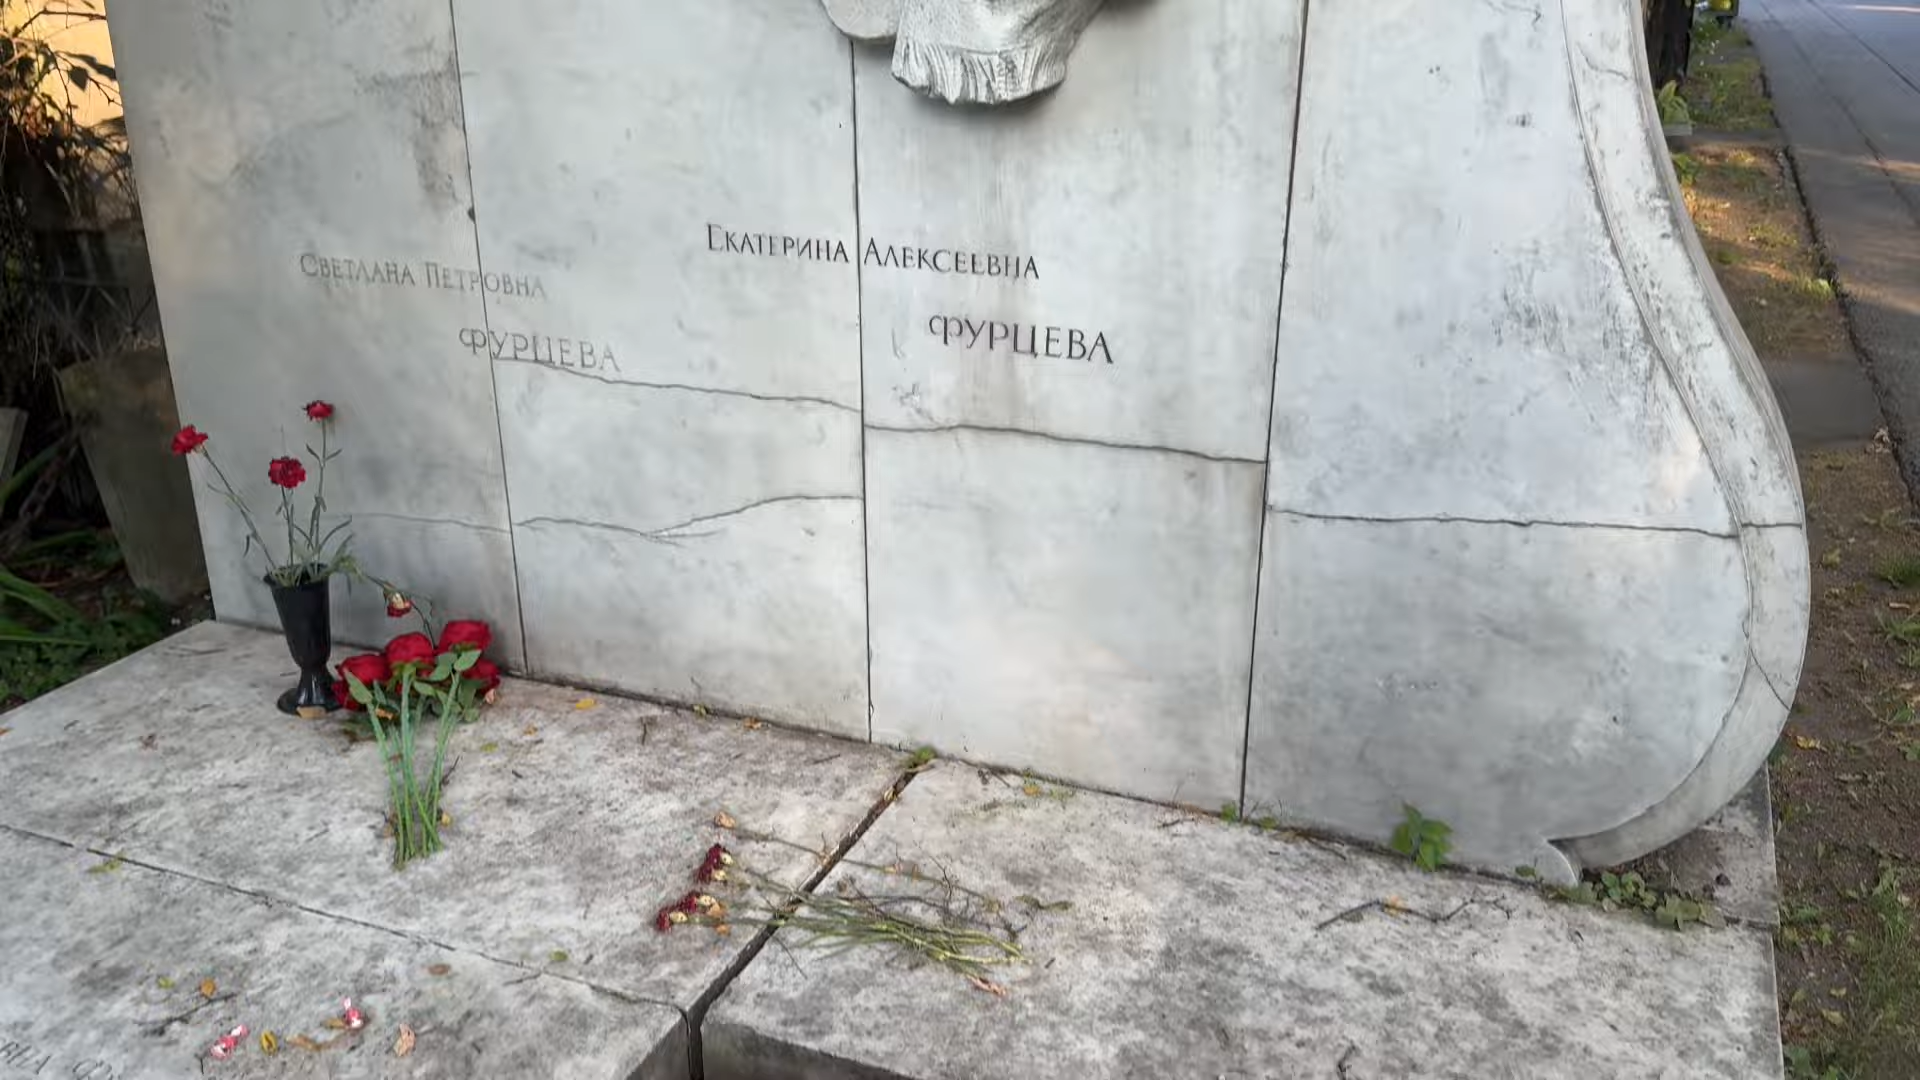 Екатерина Алексеевна
Фурцева
Светлана Петровна
Фурцева